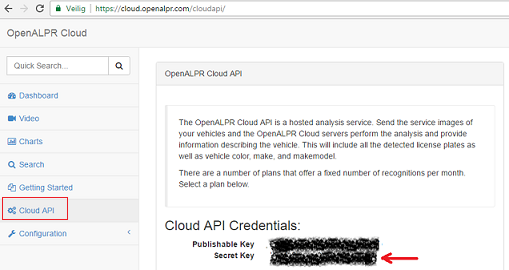 Veilig
https://cloud.openalpr.com/cloudapi/
OpenALPR Cloud
Quick Search...
Dashboard
Video
Charts
Search
Getting Started
Cloud API
Configuration
OpenALPR Cloud API
The OpenALPR Cloud API is a hosted analysis service. Send the service images of
your vehicles and the OpenALPR Cloud servers perform the analysis and provide
information describing the vehicle. This will include all the detected license plates as
well as vehicle color, make, and makemodel.
There are a number of plans that offer a fixed number of recognitions per month.
Select a plan below.
Cloud API Credentials:
Publishable Key
Secret Key